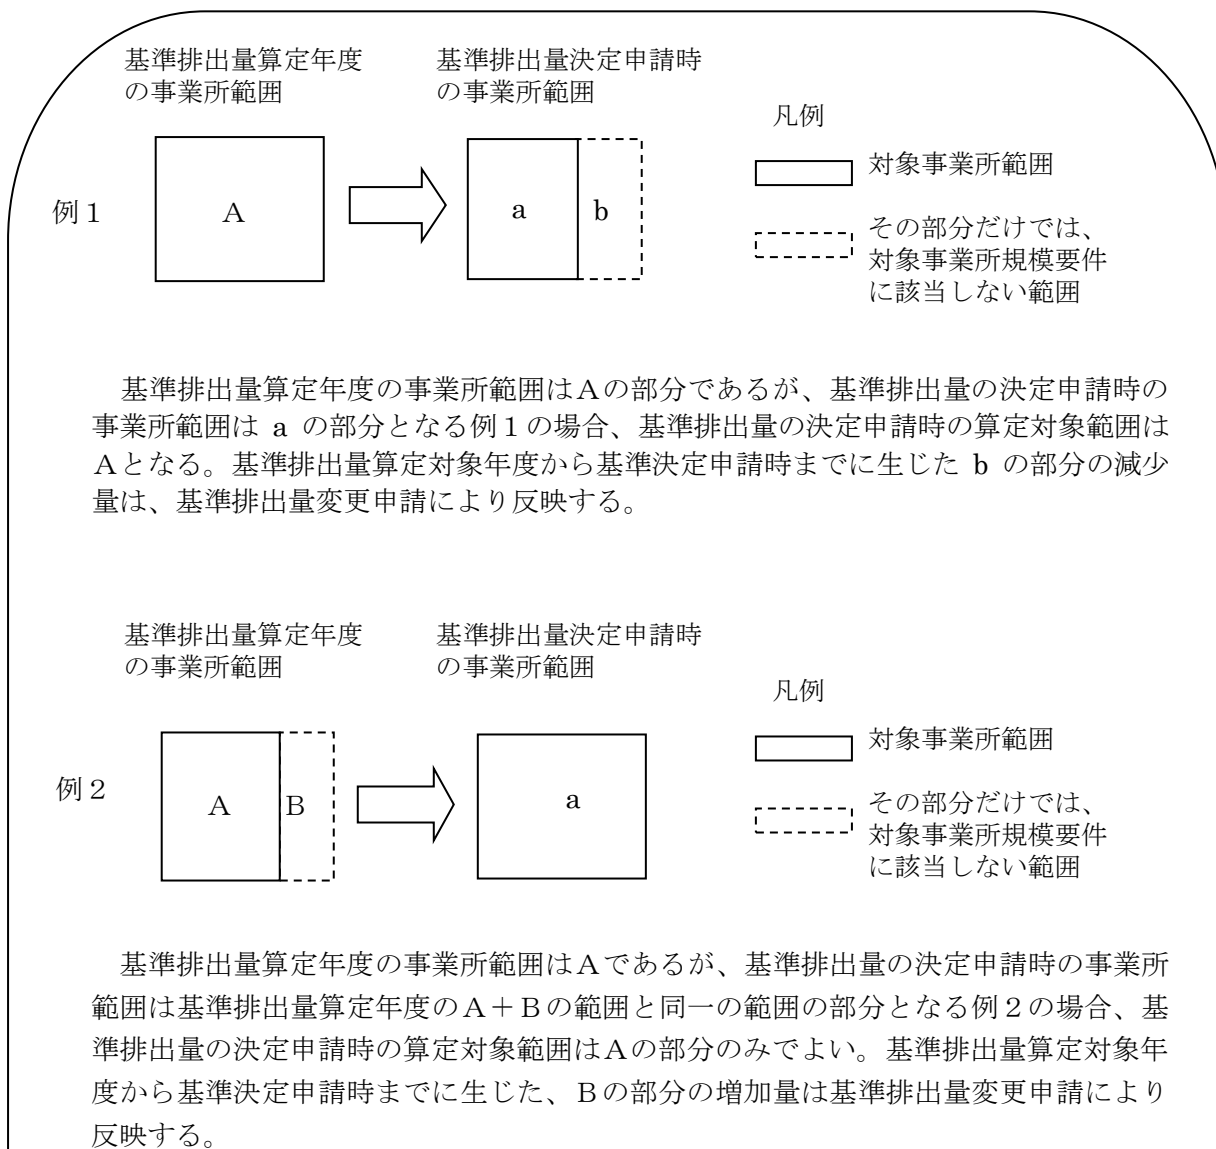 基準排出量算定年度
の事業所範囲
基準排出量決定申請時
の事業所範囲
凡例
対象事業所範囲
その部分だけでは、
対象事業所規模要件
に該当しない範囲
例１
A
a
b
基準排出量算定年度の事業所範囲はＡの部分であるが、基準排出量の決定申請時の
事業所範囲は a の部分となる例１の場合、基準排出量の決定申請時の算定対象範囲は
Ａとなる。基準排出量算定対象年度から基準決定申請時までに生じた b の部分の減少
量は、基準排出量変更申請により反映する。
基準排出量算定年度
の事業所範囲
基準排出量決定申請時
の事業所範囲
凡例
対象事業所範囲
その部分だけでは、
対象事業所規模要件
に該当しない範囲
例２
A
B
a
基準排出量算定年度の事業所範囲はＡであるが、基準排出量の決定申請時の事業所
範囲は基準排出量算定年度のＡ＋Ｂの範囲と同一の範囲の部分となる例２の場合、基
準排出量の決定申請時の算定対象範囲はＡの部分のみでよい。基準排出量算定対象年
度から基準決定申請時までに生じた、Ｂの部分の増加量は基準排出量変更申請により
反映する。